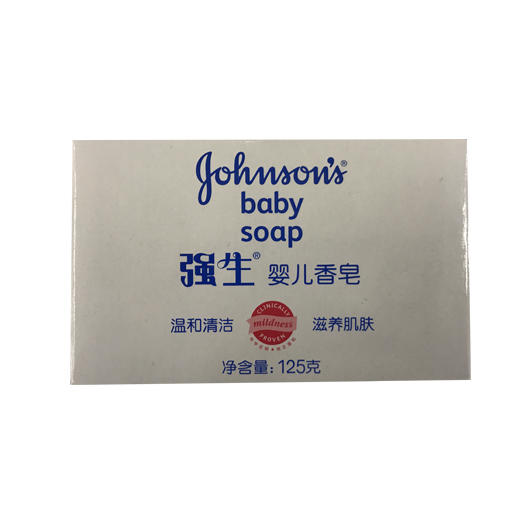 Johnson's®
baby
soap
强生® 婴儿香皂
温和清洁
CLINICALLY
mildness
PROVEN
滋养肌肤
净含量：125克